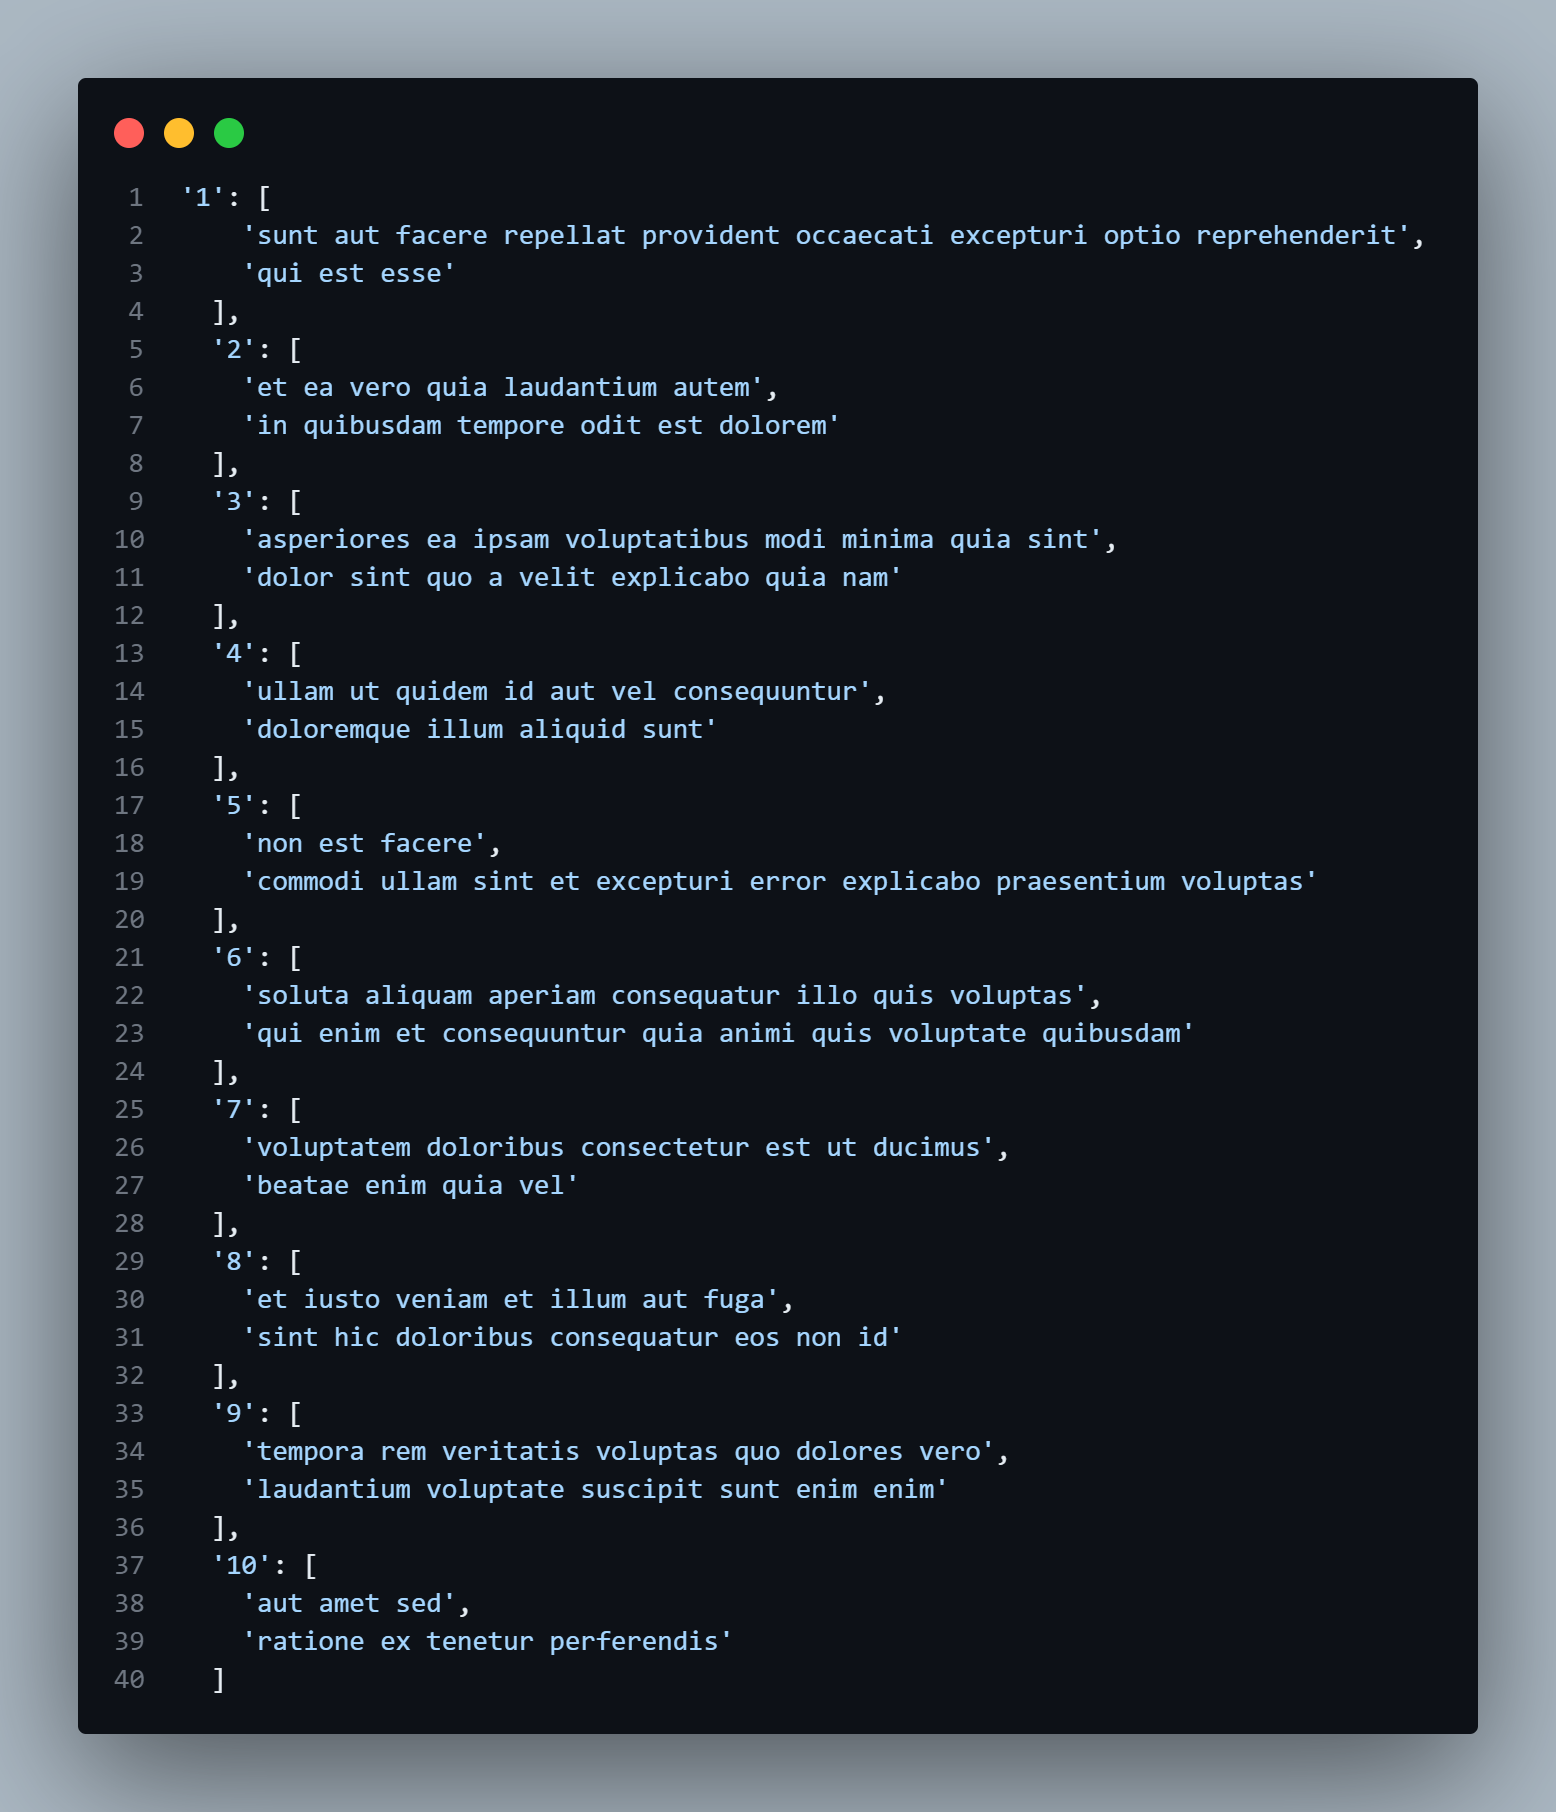 1 '1': [
2 'sunt aut facere repellat provident occaecati excepturi optio reprehenderit',
3 'qui est esse'
4 ],
5 '2': [
6 'et ea vero quia laudantium autem',
7 'in quibusdam tempore odit est dolorem'
8 ],
9 '3': [
10 'asperiores ea ipsam voluptatibus modi minima quia sint',
11 'dolor sint quo a velit explicabo quia nam'
12 ],
13 '4': [
14 'ullam ut quidem id aut vel consequuntur',
15 'doloremque illum aliquid sunt'
16 ],
17 '5': [
18 'non est facere',
19 'commodi ullam sint et excepturi error explicabo praesentium voluptas'
20 ],
21 '6': [
22 'soluta aliquam aperiam consequatur illo quis voluptas',
23 'qui enim et consequuntur quia animi quis voluptate quibusdam'
24 ],
25 '7': [
26 'voluptatem doloribus consectetur est ut ducimus',
27 'beatae enim quia vel'
28 ],
29 '8': [
30 'et iusto veniam et illum aut fuga',
31 'sint hic doloribus consequatur eos non id'
32 ],
33 '9': [
34 'tempora rem veritatis voluptas quo dolores vero',
35 'laudantium voluptate suscipit sunt enim enim'
36 ],
37 '10': [
38 'aut amet sed',
39 'ratione ex tenetur perferendis'
40 ]